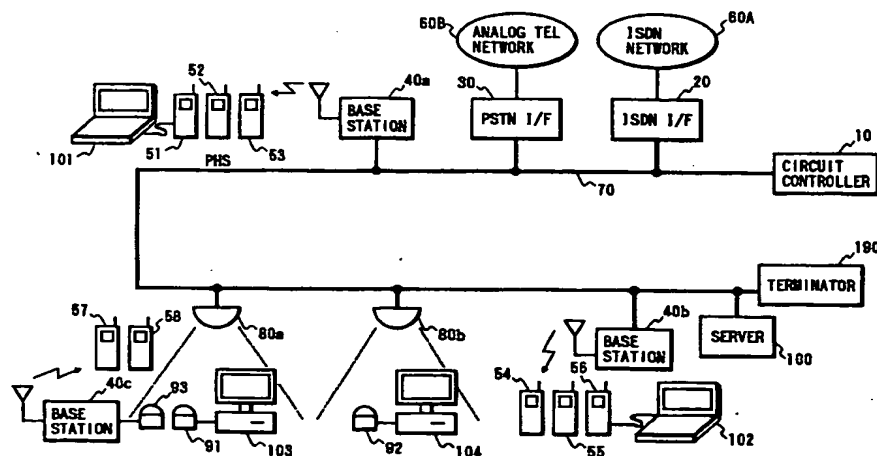 60B
ANALOG TEL
NETWORK
60A
ISDN
NETWORK
52
40a
30
20
BASE
STATION
PSTN I/F
ISDN I/F
10
101
51
53
PHS
CIRCUIT
CONTROLLER
70
190
TERMINATOR
57
58
80a
80b
40b
BASE
STATION
SERVER
100
40c
93
54
56
BASE
STATION
91
103
92
104
55
102